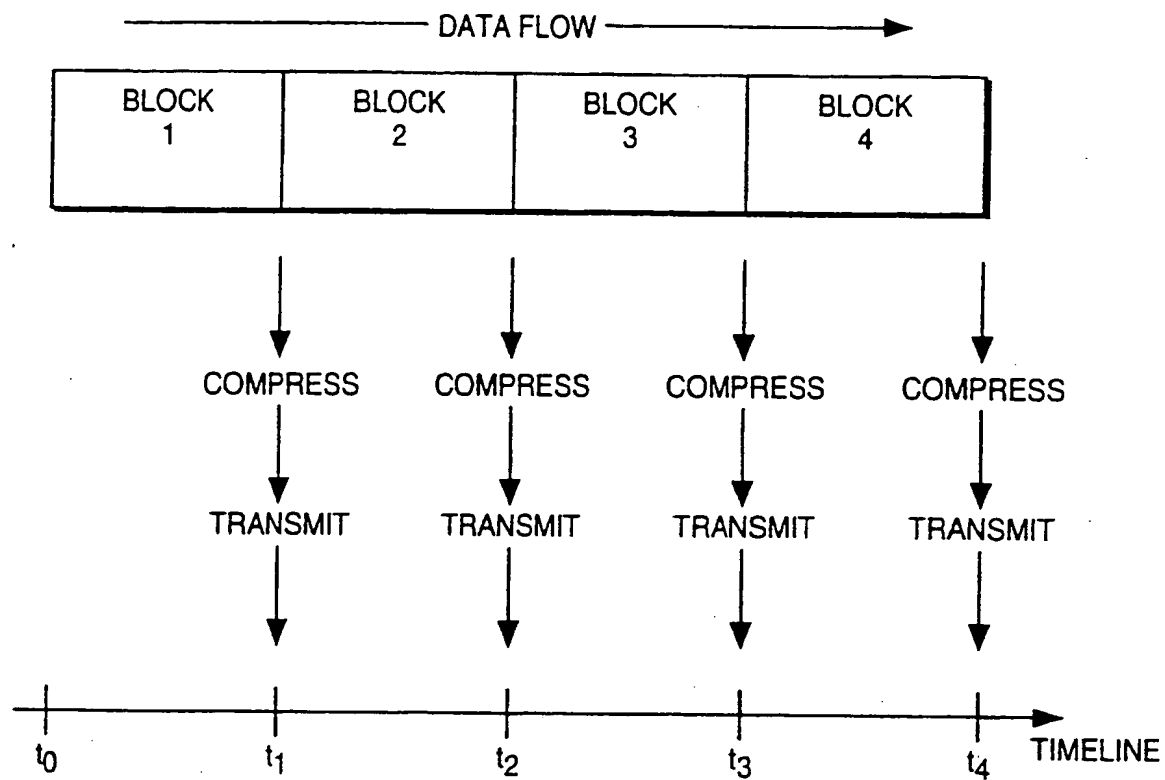 DATA FLOW
BLOCK 1
BLOCK 2
BLOCK 3
BLOCK 4
COMPRESS COMPRESS COMPRESS COMPRESS
TRANSMIT TRANSMIT TRANSMIT TRANSMIT
t0 t1 t2 t3 t4 TIMELINE